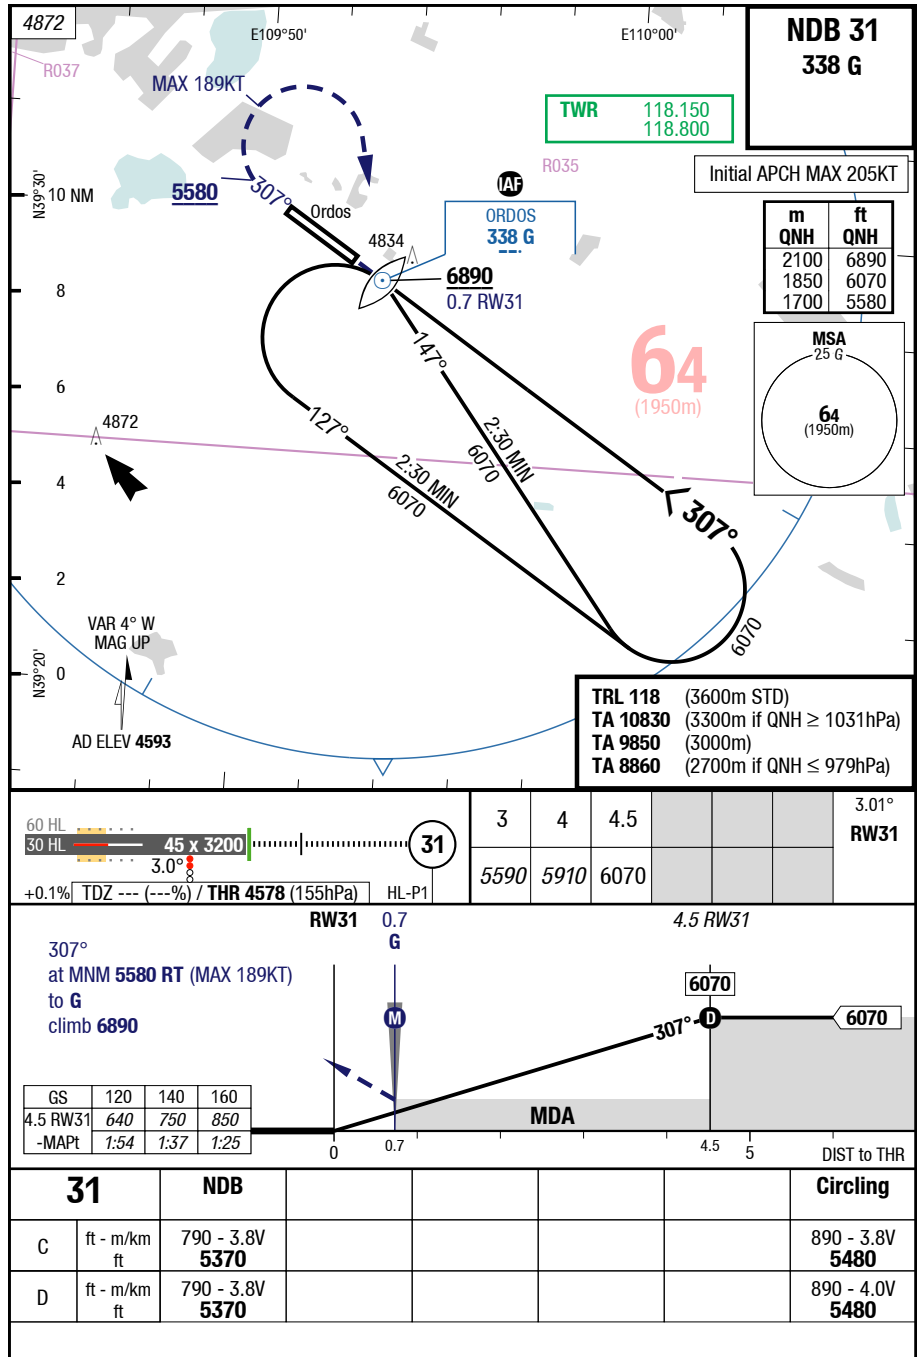 4872
E109°50'
E110°00'
NDB 31
338 G
R037
MAX 189KT
TWR 118.150
118.800
R035
Initial APCH MAX 205KT
N39°30'
10 NM
5580
307°
Ordos
IAF
ORDOS
338 G
4834
6890
0.7 RW31
m ft
QNH QNH
2100 6890
1850 6070
1700 5580
8
64
(1950m)
MSA
25 G
64
(1950m)
147°
6
127°
4872
2:30 MIN
6070
2:30 MIN
6070
4
307°
2
VAR 4° W
MAG UP
6070
N39°20'
0
AD ELEV 4593
TRL 118 (3600m STD)
TA 10830 (3300m if QNH ≥ 1031hPa)
TA 9850 (3000m)
TA 8860 (2700m if QNH ≤ 979hPa)
60 HL
30 HL
45 x 3200
31
3.0°
+0.1% TDZ --- (---%) / THR 4578 (155hPa) HL-P1
3 4 4.5
5590 5910 6070
3.01°
RW31
RW31
0.7
G
4.5 RW31
307°
at MNM 5580 RT (MAX 189KT)
to G
climb 6890
M
307°
6070
D
6070
MDA
GS 120 140 160
4.5 RW31 640 750 850
-MAPt 1:54 1:37 1:25
0 0.7 4.5 5 DIST to THR
31 NDB Circling
C ft - m/km 790 - 3.8V 890 - 3.8V
ft 5370 5480
D ft - m/km 790 - 3.8V 890 - 4.0V
ft 5370 5480